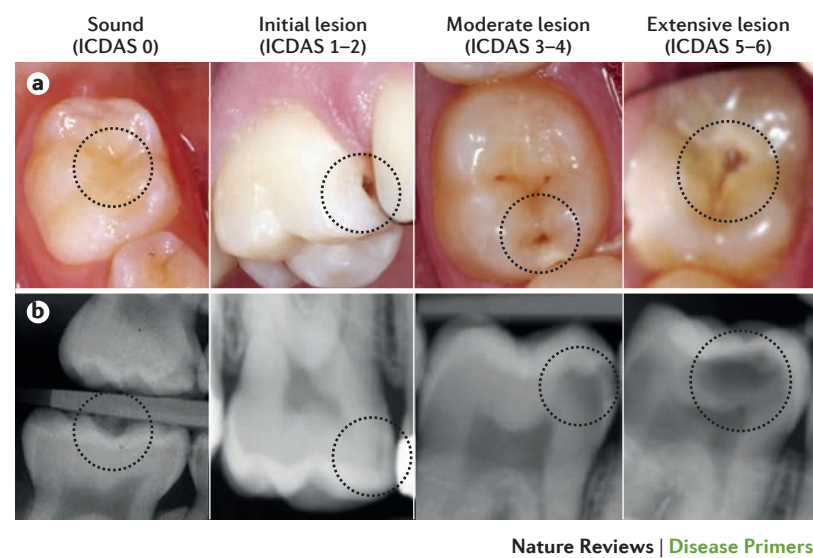 Sound
(ICDAS 0)
Initial lesion
(ICDAS 1–2)
Moderate lesion
(ICDAS 3–4)
Extensive lesion
(ICDAS 5–6)
a
b
Nature Reviews | Disease Primers